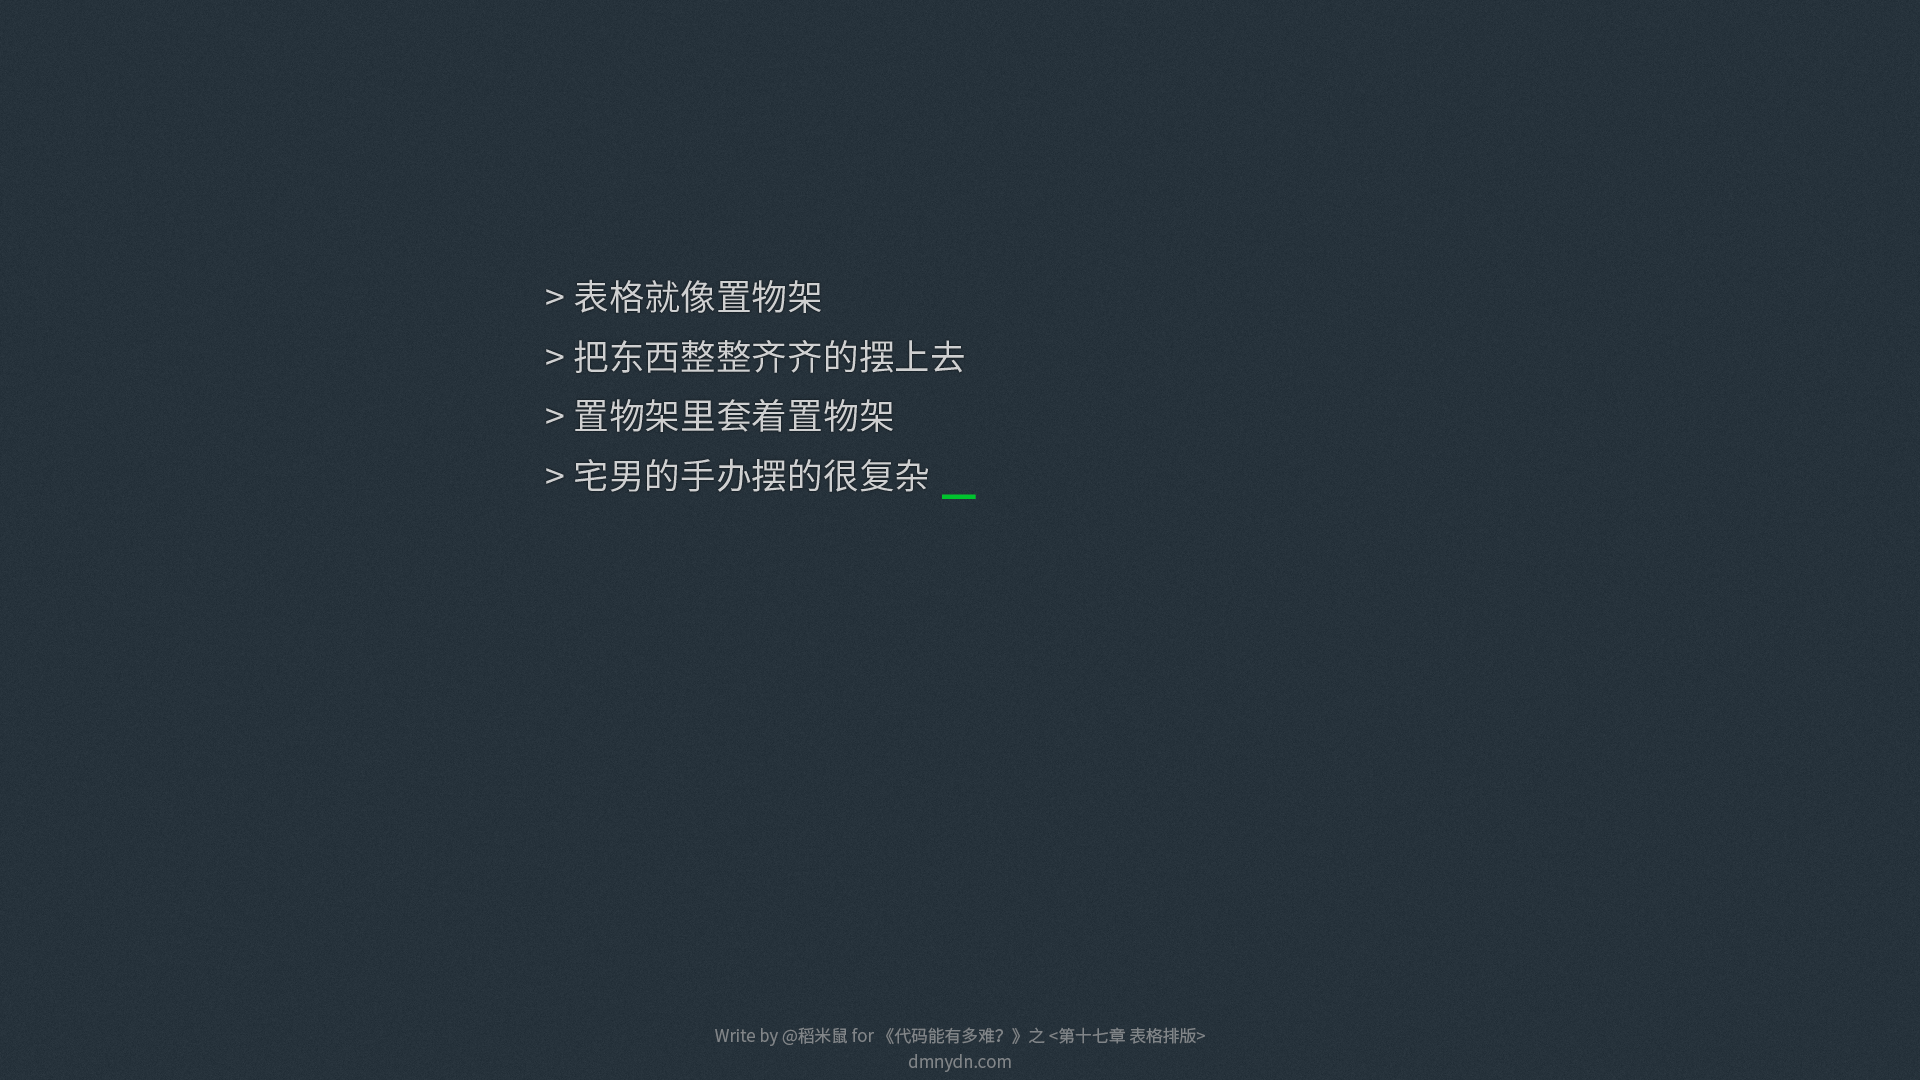 > 表格就像置物架
> 把东西整整齐齐的摆上去
> 置物架里套着置物架
> 宅男的手办摆的很复杂 _
Write by @稻米鼠 for 《代码能有多难？》之 <第十七章 表格排版>
dmnydn.com